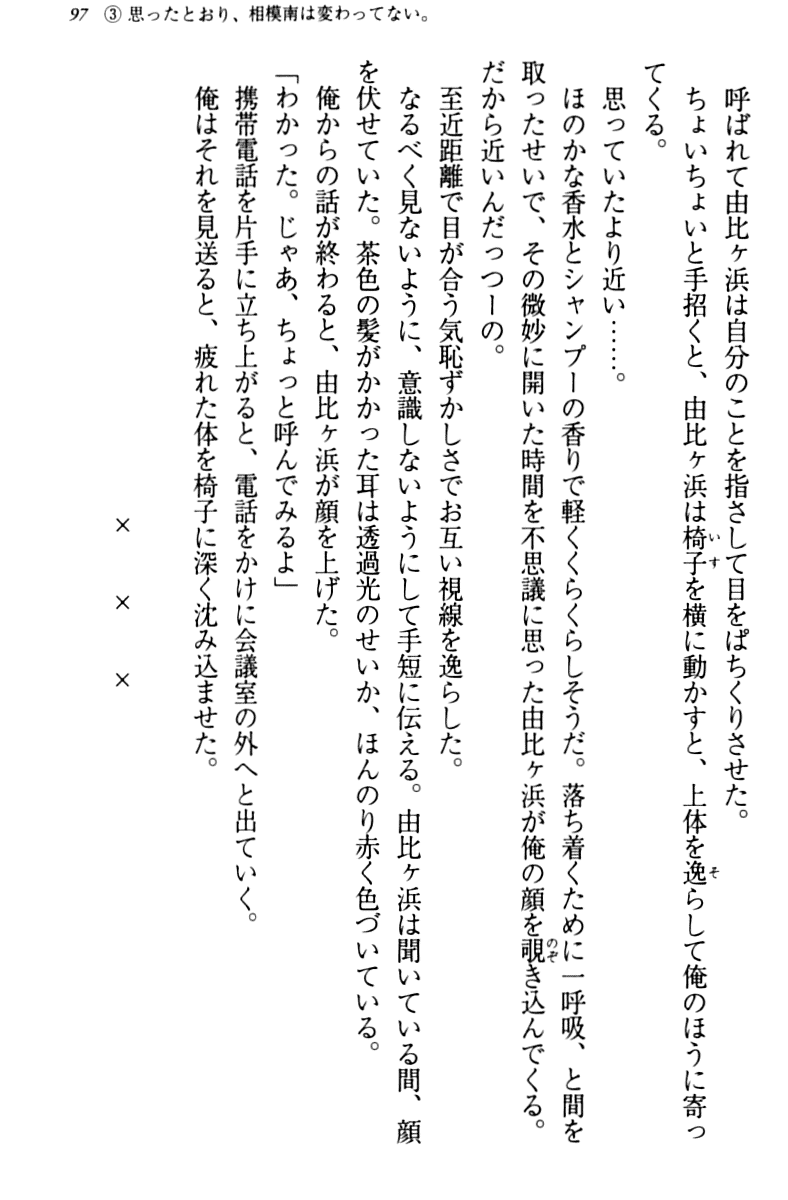 97 ③ 思ったとおり、相模南は変わってない。
　呼ばれて由比ヶ浜は自分のことを指さして目をぱちくりさせた。
　ちょいちょいと手招くと、由比ヶ浜は椅子を横に動かすと、上体を逸らして俺のほうに寄っ
てくる。
　思っていたより近い……。
　ほのかな香水とシャンプーの香りで軽くくらくらしそうだ。落ち着くために一呼吸、と間を
取ったせいで、その微妙に開いた時間を不思議に思った由比ヶ浜が俺の顔を覗き込んでくる。
だから近いんだっつーの。
　至近距離で目が合う気恥ずかしさでお互い視線を逸らした。
　なるべく見ないように、意識しないようにして手短に伝える。由比ヶ浜は聞いている間、顔
を伏せていた。茶色の髪がかかった耳は透過光のせいか、ほんのり赤く色づいている。
　俺からの話が終わると、由比ヶ浜が顔を上げた。
「わかった。じゃあ、ちょっと呼んでみるよ」
　携帯電話を片手に立ち上がると、電話をかけに会議室の外へと出ていく。
　俺はそれを見送ると、疲れた体を椅子に深く沈み込ませた。
× × ×